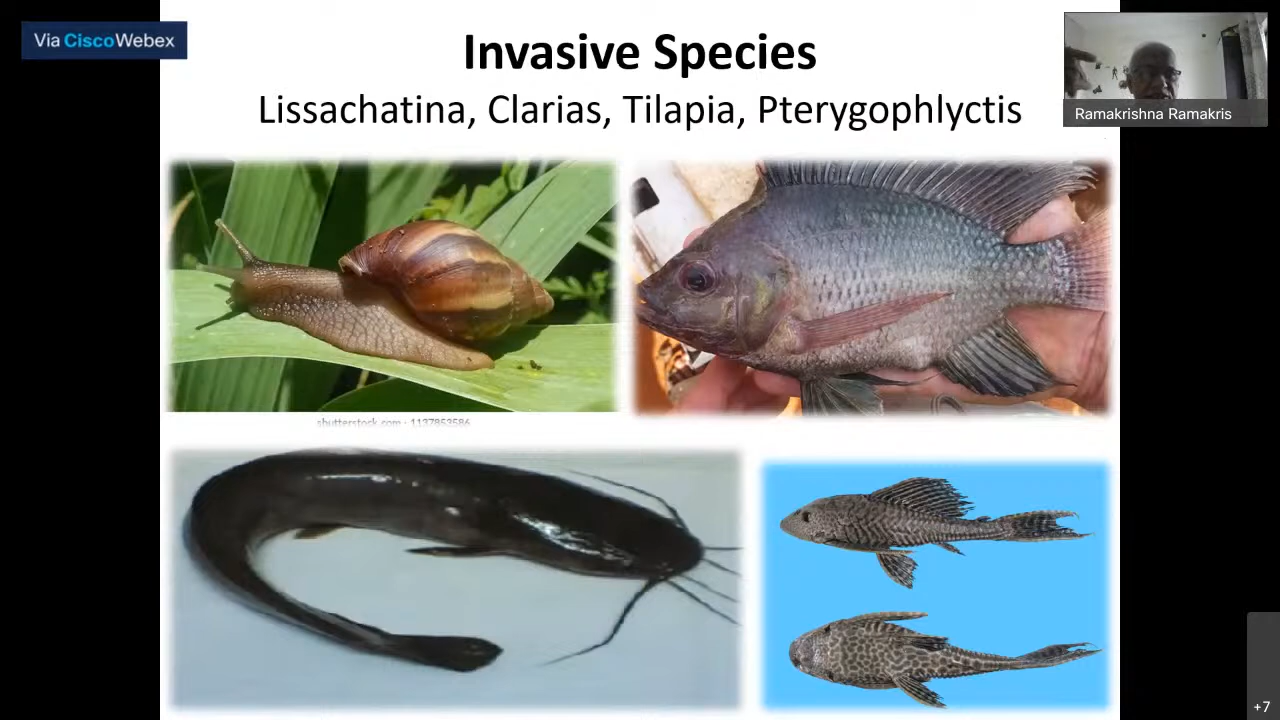 Via CiscoWebex
Invasive Species
Lissachatina, Clarias, Tilapia, Pterygophlyctis
Ramakrishna Ramakris
shutterstock.com · 1137853586
+7